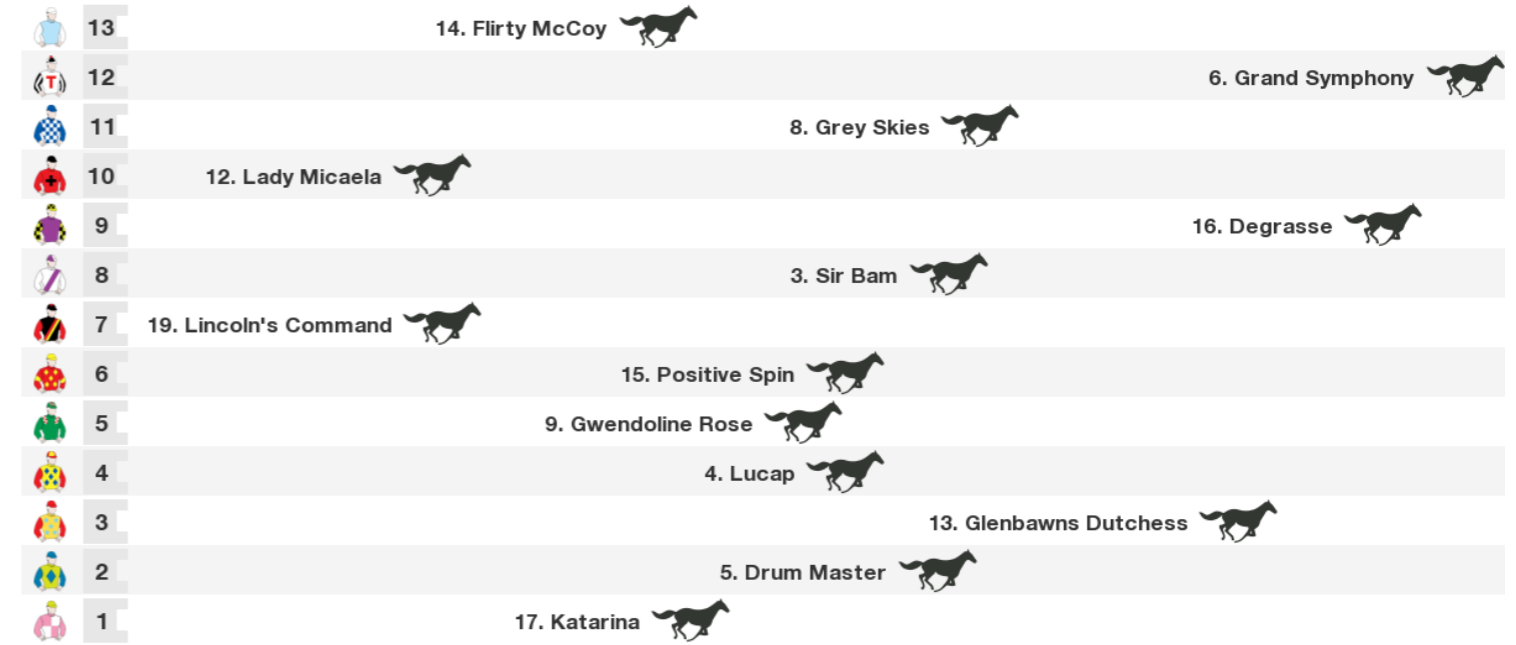 13 14. Flirty McCoy
12 T 6. Grand Symphony
11 8. Grey Skies
10 12. Lady Micaela
9 16. Degrasse
8 3. Sir Bam
7 19. Lincoln's Command
6 15. Positive Spin
5 9. Gwendoline Rose
4 4. Lucap
3 13. Glenbawns Dutchess
2 5. Drum Master
1 17. Katarina